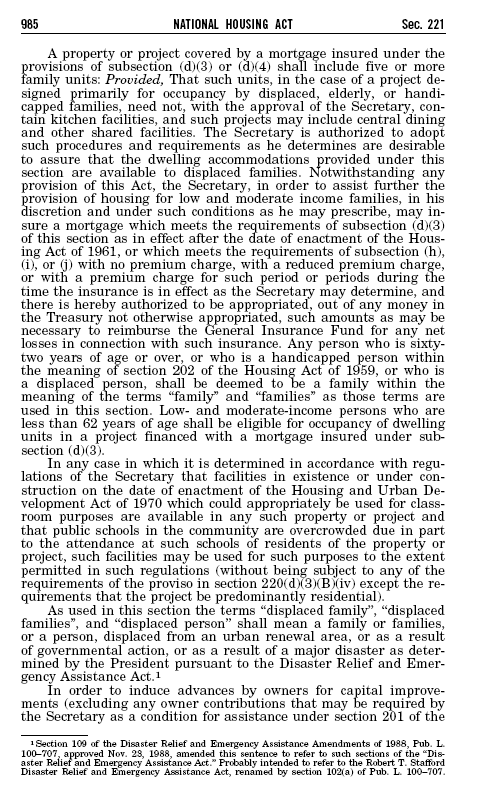 985 NATIONAL HOUSING ACT Sec. 221
A property or project covered by a mortgage insured under the
provisions of subsection (d)(3) or (d)(4) shall include five or more
family units: Provided, That such units, in the case of a project de-
signed primarily for occupancy by displaced, elderly, or handi-
capped families, need not, with the approval of the Secretary, con-
tain kitchen facilities, and such projects may include central dining
and other shared facilities. The Secretary is authorized to adopt
such procedures and requirements as he determines are desirable
to assure that the dwelling accommodations provided under this
section are available to displaced families. Notwithstanding any
provision of this Act, the Secretary, in order to assist further the
provision of housing for low and moderate income families, in his
discretion and under such conditions as he may prescribe, may in-
sure a mortgage which meets the requirements of subsection (d)(3)
of this section as in effect after the date of enactment of the Hous-
ing Act of 1961, or which meets the requirements of subsection (h),
(i), or (j) with no premium charge, with a reduced premium charge,
or with a premium charge for such period or periods during the
time the insurance is in effect as the Secretary may determine, and
there is hereby authorized to be appropriated, out of any money in
the Treasury not otherwise appropriated, such amounts as may be
necessary to reimburse the General Insurance Fund for any net
losses in connection with such insurance. Any person who is sixty-
two years of age or over, or who is a handicapped person within
the meaning of section 202 of the Housing Act of 1959, or who is
a displaced person, shall be deemed to be a family within the
meaning of the terms “family” and “families” as those terms are
used in this section. Low- and moderate-income persons who are
less than 62 years of age shall be eligible for occupancy of dwelling
units in a project financed with a mortgage insured under sub-
section (d)(3).
In any case in which it is determined in accordance with regu-
lations of the Secretary that facilities in existence or under con-
struction on the date of enactment of the Housing and Urban De-
velopment Act of 1970 which could appropriately be used for class-
room purposes are available in any such property or project and
that public schools in the community are overcrowded due in part
to the attendance at such schools of residents of the property or
project, such facilities may be used for such purposes to the extent
permitted in such regulations (without being subject to any of the
requirements of the proviso in section 220(d)(3)(B)(iv) except the re-
quirements that the project be predominantly residential).
As used in this section the terms “displaced family”, “displaced
families”, and “displaced person” shall mean a family or families,
or a person, displaced from an urban renewal area, or as a result
of governmental action, or as a result of a major disaster as deter-
mined by the President pursuant to the Disaster Relief and Emer-
gency Assistance Act.1
In order to induce advances by owners for capital improve-
ments (excluding any owner contributions that may be required by
the Secretary as a condition for assistance under section 201 of the
1 Section 109 of the Disaster Relief and Emergency Assistance Amendments of 1988, Pub. L.
100–707, approved Nov. 23, 1988, amended this sentence to refer to such sections of the “Dis-
aster Relief and Emergency Assistance Act.” Probably intended to refer to the Robert T. Stafford
Disaster Relief and Emergency Assistance Act, renamed by section 102(a) of Pub. L. 100–707.